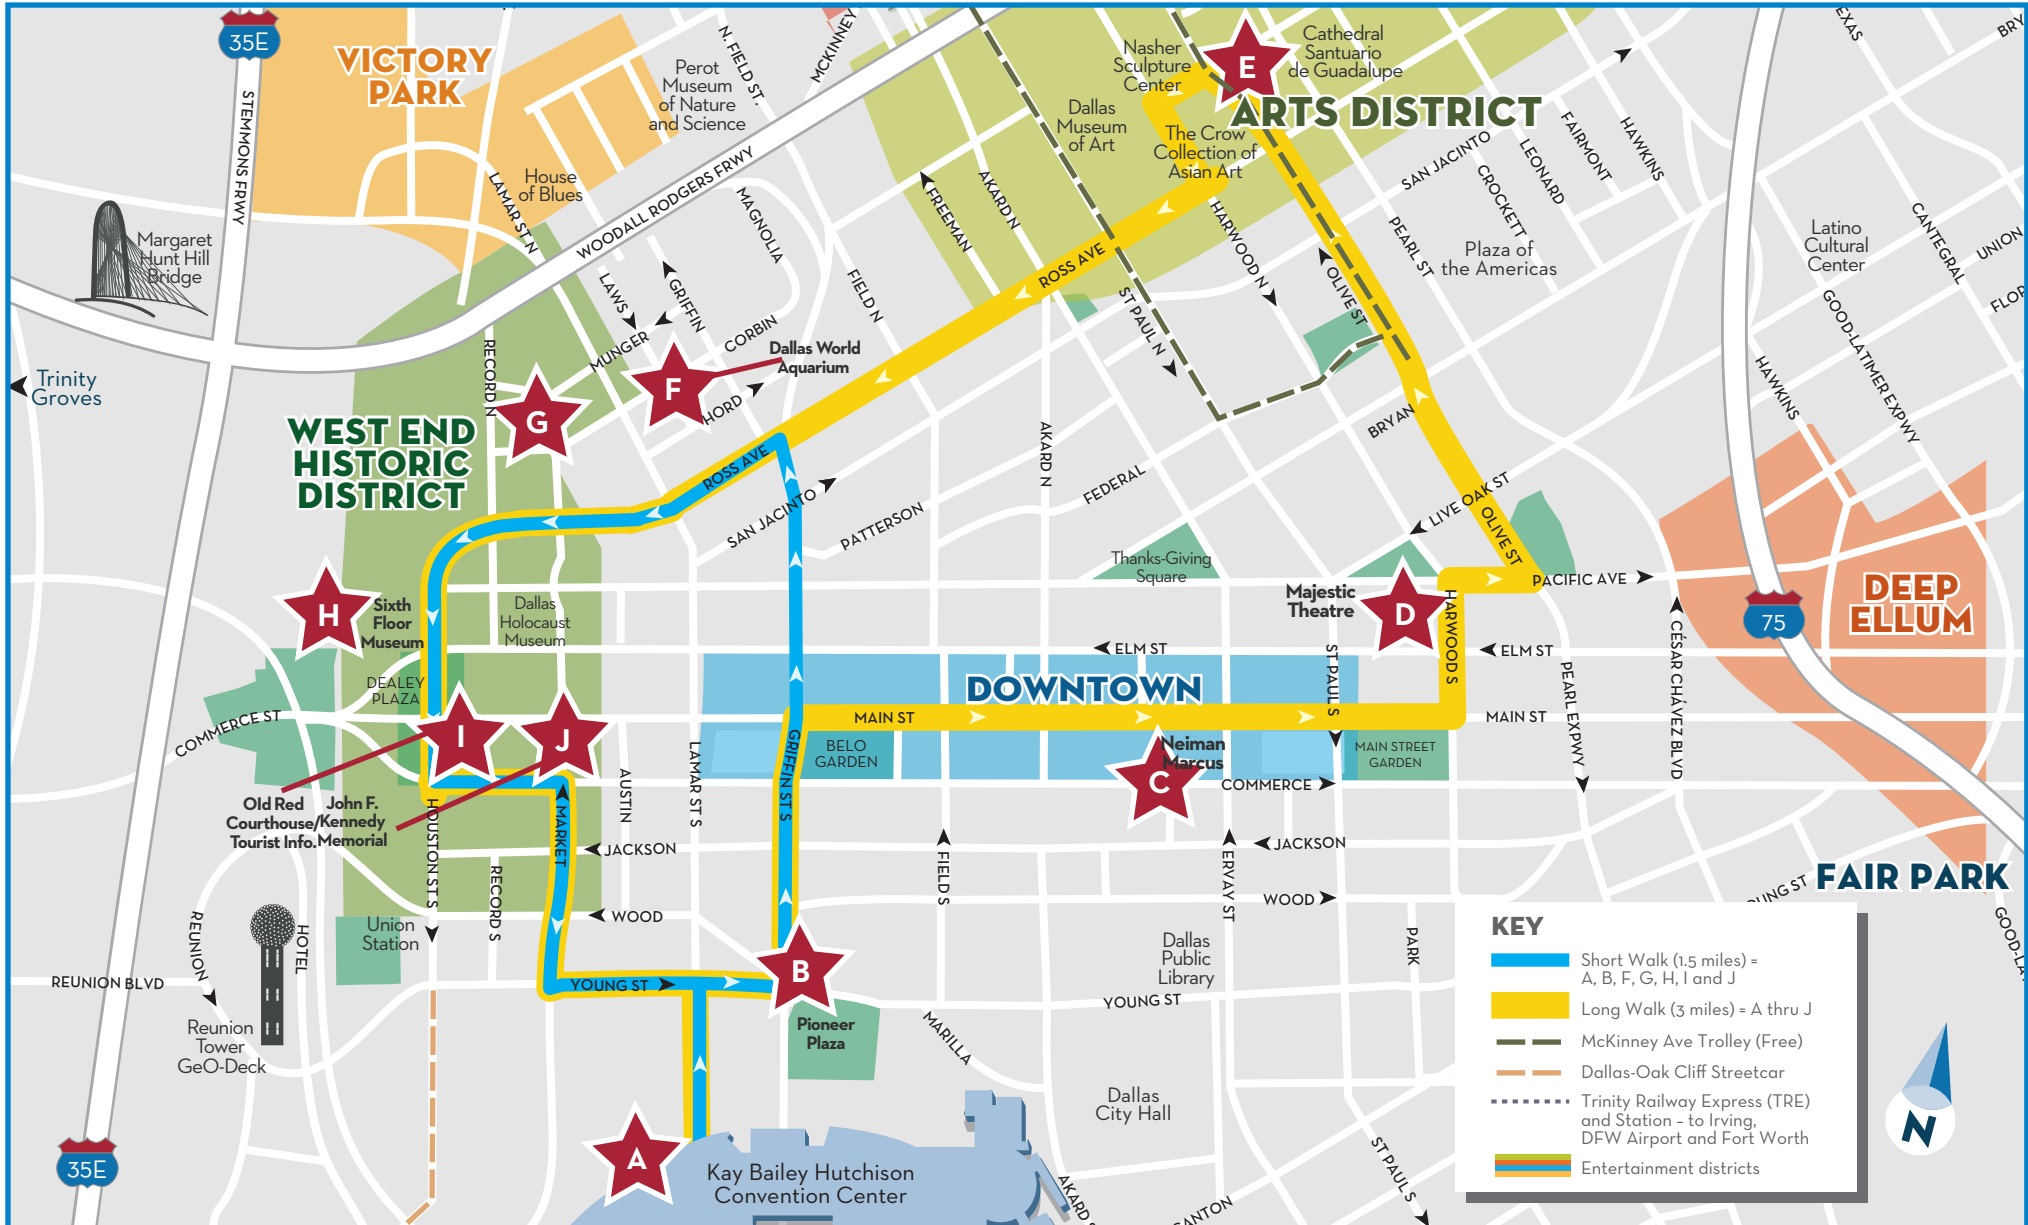 35E
STEMMONS FRWY
VICTORY
PARK
Perot
Museum
of Nature
and Science
N. FIELD ST.
MCKINNEY
House
of Blues
LAMAR ST N
WOODALL RODGERS FRWY
MAGNOLIA
Nasher
Sculpture
Center
E
Cathedral
Santuario
de Guadalupe
ARTS DISTRICT
Dallas
Museum
of Art
The Crow
Collection of
Asian Art
SAN JACINTO
CROCKETT
LEONARD
FAIRMONT
HAWKINS
BRY
Margaret
Hunt Hill
Bridge
LAWS
GRIFFIN
MUNGER
CORBIN
FIELD N
FREEMAN
AKARD N
ROSS AVE
ST PAUL N
HARWOOD N
OLIVE ST
PEARL ST
Plaza of
the Americas
Latino
Cultural
Center
CANTEGRAL
UNION
GOOD-LATIMER EXPWY
HAWKINS
Trinity
Groves
RECORD N
Dallas World
Aquarium
F
G
HORD
WEST END
HISTORIC
DISTRICT
ROSS AVE
SAN JACINTO
PATTERSON
AKARD N
FEDERAL
BRYAN
LIVE OAK ST
OLIVE ST
Thanks-Giving
Square
PACIFIC AVE
Majestic
Theatre
D
HARWOOD S
DEEP
ELLUM
75
H
Sixth
Floor
Museum
Dallas
Holocaust
Museum
ELM ST
ELM ST
DEALEY
PLAZA
DOWNTOWN
ST PAUL S
PEARL EXPWY
CÉSAR CHÁVEZ BLVD
COMMERCE ST
I
J
MAIN ST
MAIN ST
GRIFFIN ST S
BELO
GARDEN
Neiman
Marcus
C
MAIN STREET
GARDEN
COMMERCE
LAMAR ST S
AUSTIN
Old Red
Courthouse/
Tourist Info.
John F.
Kennedy
Memorial
HOUSTON ST S
MARKET
JACKSON
JACKSON
RECORD S
FIELD S
ERVAY ST
WOOD
WOOD
FAIR PARK
Union
Station
REUNION
HOTEL
REUNION BLVD
YOUNG ST
B
YOUNG ST
Dallas
Public
Library
PARK
Pioneer
Plaza
Reunion
Tower
GeO-Deck
MARILLA
Dallas
City Hall
A
Kay Bailey Hutchison
Convention Center
AKARD S
ST PAUL S
35E
KEY
Short Walk (1.5 miles) =
A, B, F, G, H, I and J
Long Walk (3 miles) = A thru J
McKinney Ave Trolley (Free)
Dallas-Oak Cliff Streetcar
Trinity Railway Express (TRE)
and Station – to Irving,
DFW Airport and Fort Worth
Entertainment districts
N